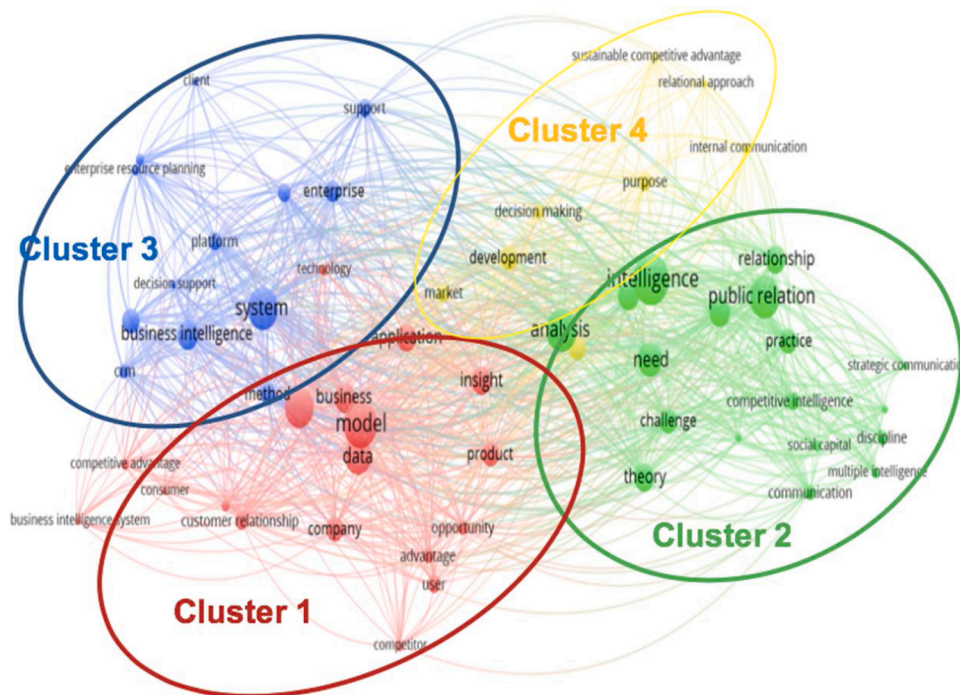 sustainable competitive advantage
client
relational approach
support
Cluster 4
internal communication
enterprise resource planning
purpose
enterprise
decision making
platform
Cluster 3
development
relationship
technology
intelligence
decision support
market
public relation
system
business intelligence
analysis
application
practice
need
strategic communicatio
crm
insight
method
business
competitive intelligence
model
challenge
discipline
social capital
data
product
competitive advantage
multiple intelligence
theory
consumer
communication
business intelligence system
customer relationship
company
opportunity
Cluster 2
advantage
user
Cluster 1
competitor